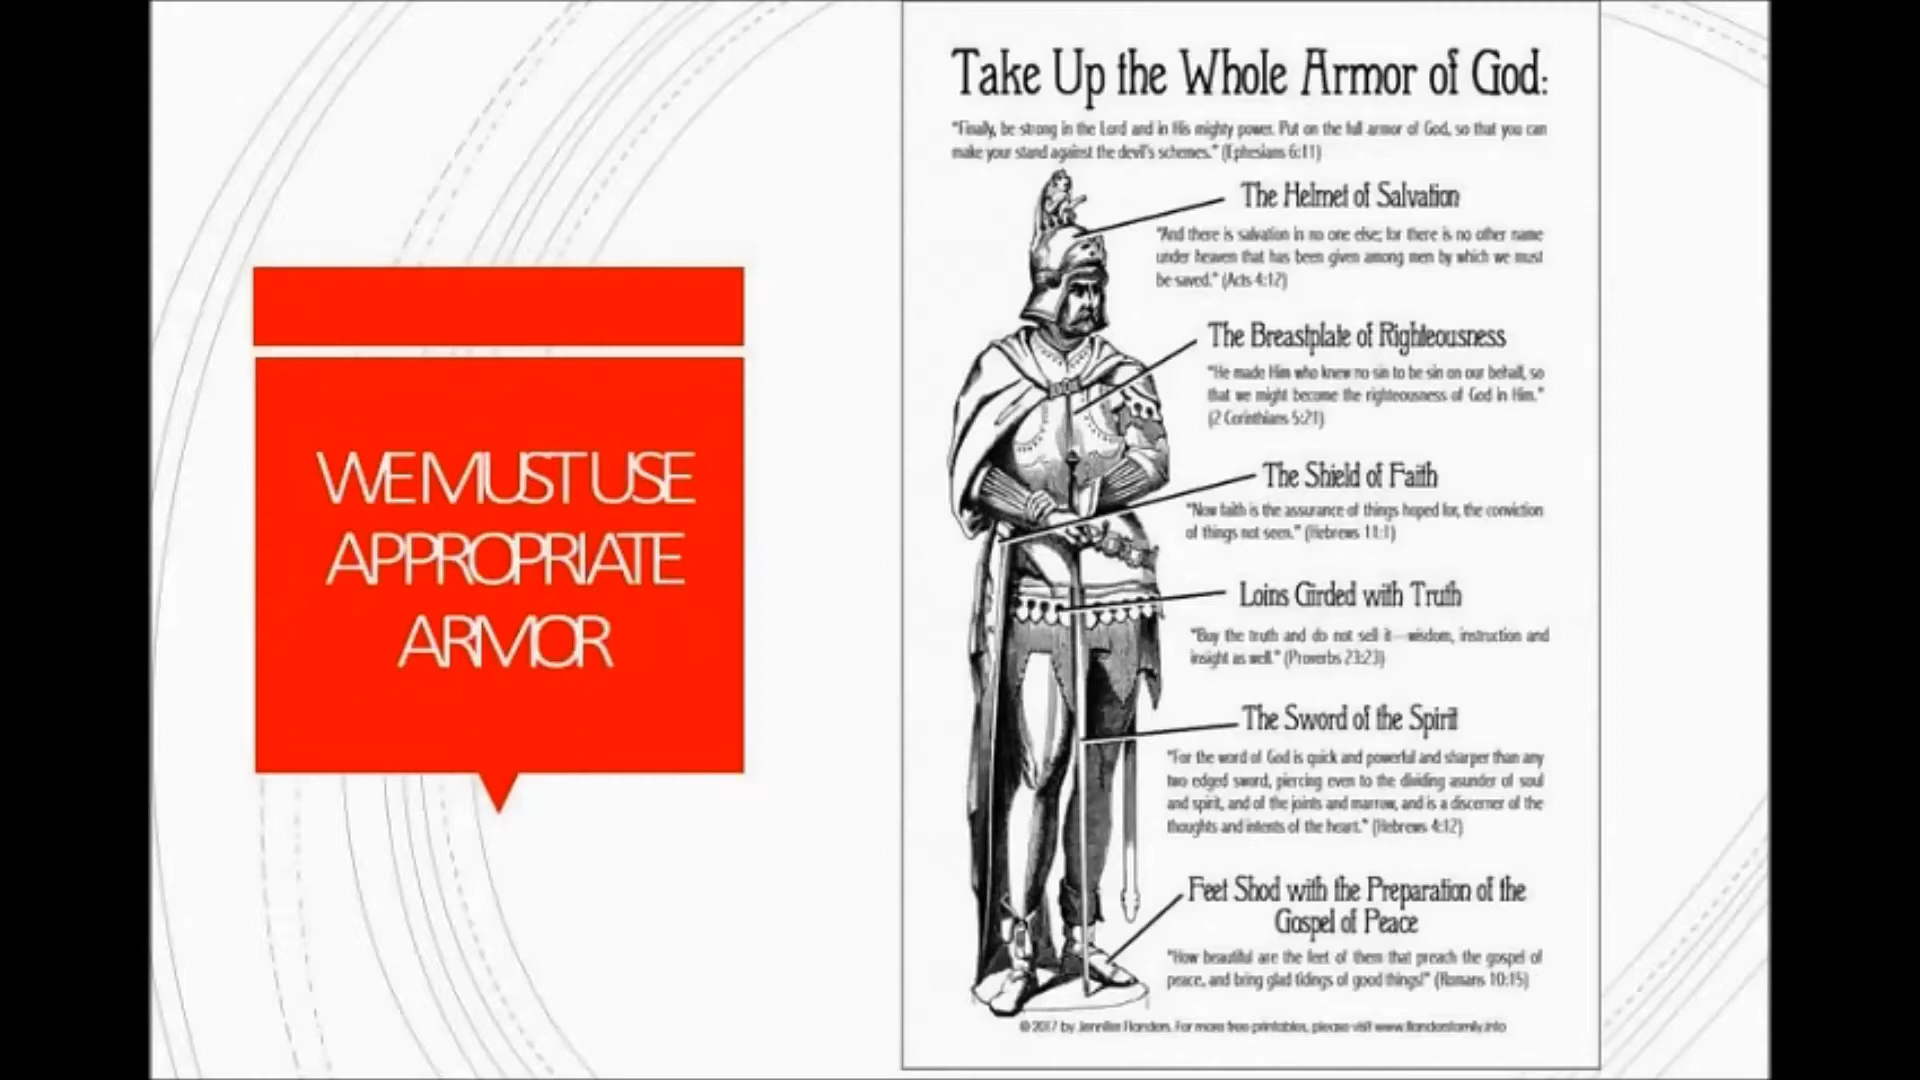 WE MUST USE
APPROPRIATE
ARMOR
Take Up the Whole Armor of God:
"Finally, be strong in the Lord and in His mighty power. Put on the full armor of God, so that you can
make your stand against the devil's schemes." (Ephesians 6:11)
The Helmet of Salvation
"And there is salvation in no one else; for there is no other name
under heaven that has been given among men by which we must
be saved." (Acts 4:12)
The Breastplate of Righteousness
"He made Him who knew no sin to be sin on our behalf, so
that we might become the righteousness of God in Him."
(2 Corinthians 5:21)
The Shield of Faith
"Now faith is the assurance of things hoped for, the conviction
of things not seen." (Hebrews 11:1)
Loins Girded with Truth
"Buy the truth and do not sell it—wisdom, instruction and
insight as well." (Proverbs 23:23)
The Sword of the Spirit
"For the word of God is quick and powerful and sharper than any
two edged sword, piercing even to the dividing asunder of soul
and spirit, and of the joints and marrow, and is a discerner of the
thoughts and intents of the heart." (Hebrews 4:12)
Feet Shod with the Preparation of the
Gospel of Peace
"How beautiful are the feet of them that preach the gospel of
peace, and bring glad tidings of good things!" (Romans 10:15)
© 2017 by Jennifer Flanders. For more free printables, please visit www.flandersfamily.info